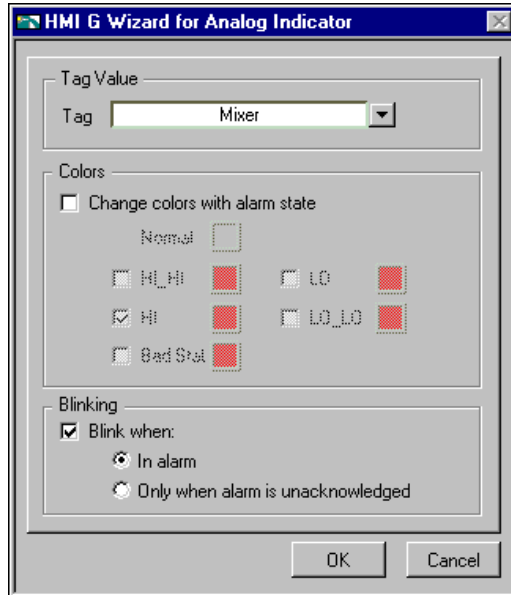 HMI G Wizard for Analog Indicator
Tag Value
Tag Mixer
Colors
Change colors with alarm state
Normal
HI_HI LO
HI LO_LO
Bad Stat
Blinking
Blink when:
In alarm
Only when alarm is unacknowledged
OK Cancel